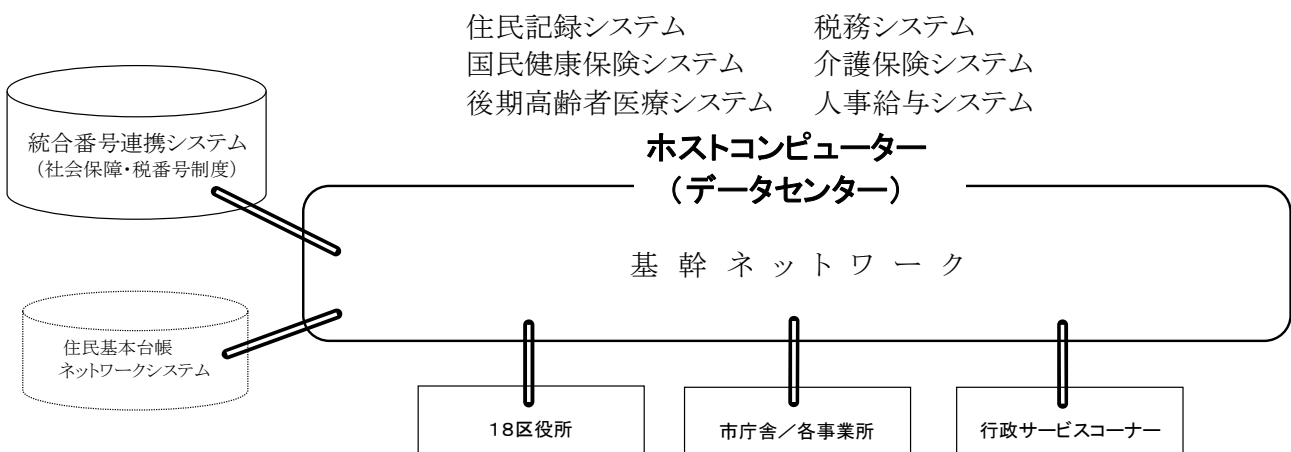 住民記録システム 税務システム
国民健康保険システム 介護保険システム
後期高齢者医療システム 人事給与システム
ホストコンピューター
（データセンター）
統合番号連携システム
（社会保障・税番号制度）
基幹ネットワーク
住民基本台帳
ネットワークシステム
１８区役所
市庁舎／各事業所
行政サービスコーナー